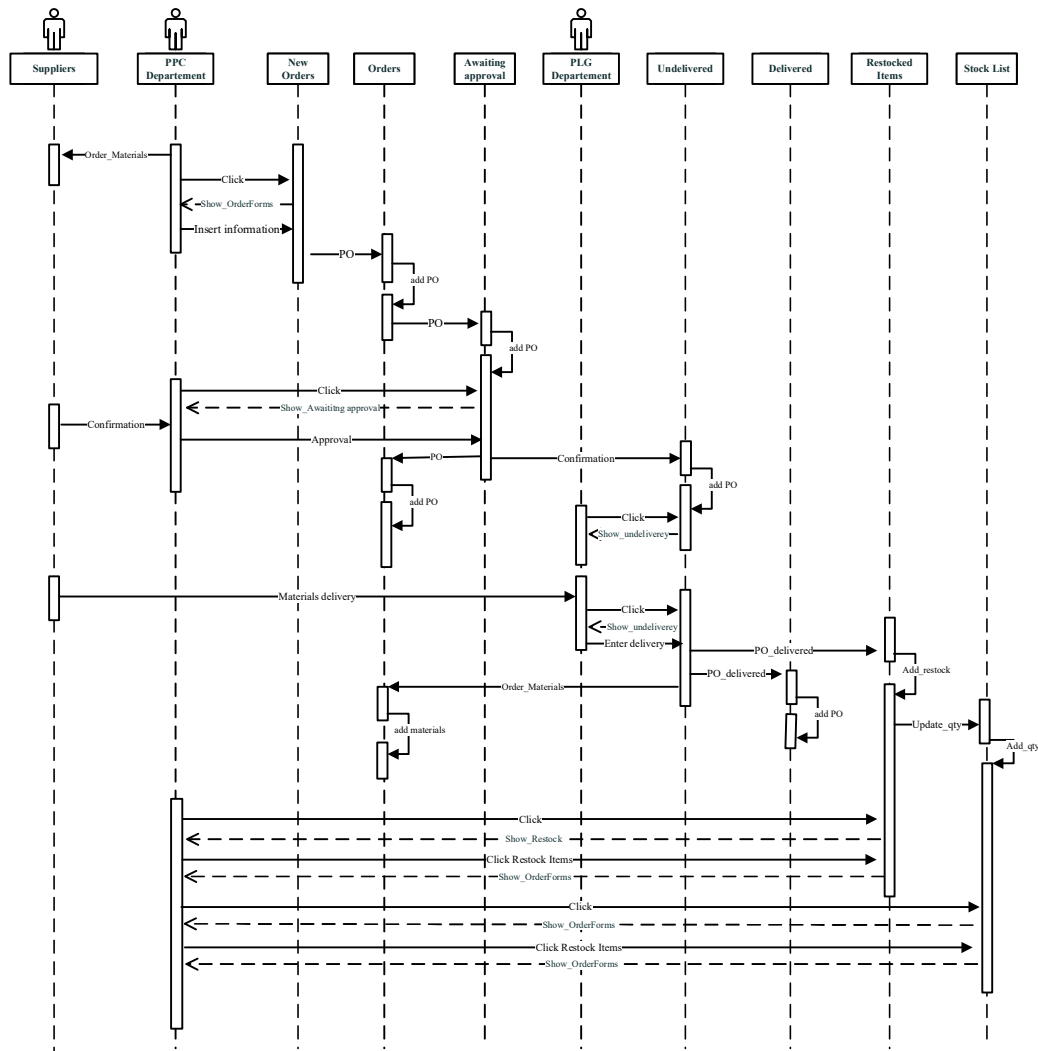 Suppliers
PPC
Departement
New
Orders
Orders
Awaiting
approval
PLG
Departement
Undelivered
Delivered
Restocked
Items
Stock List
Order_Materials
Click
Show_OrderForms
Insert information
PO
add PO
PO
add PO
Click
Show_Awaititng approval
Confirmation
Approval
PO
Confirmation
add PO
add PO
Click
Show_undeliverey
Materials delivery
Click
Show_undeliverey
Enter delivery
PO_delivered
Add_restock
PO_delivered
Order_Materials
add PO
Update_qty
add materials
Add_qty
Click
Show_Restock
Click Restock Items
Show_OrderForms
Click
Show_OrderForms
Click Restock Items
Show_OrderForms